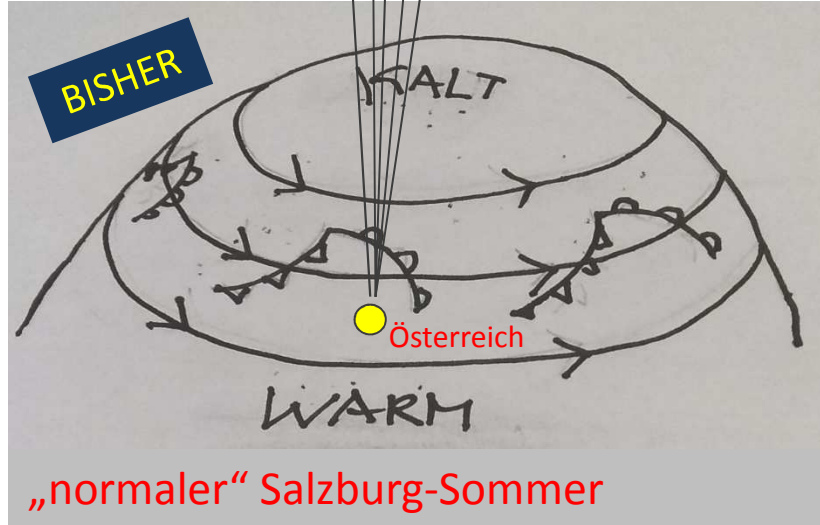 BISHER
KALT
Österreich
WARM
„normaler“ Salzburg-Sommer